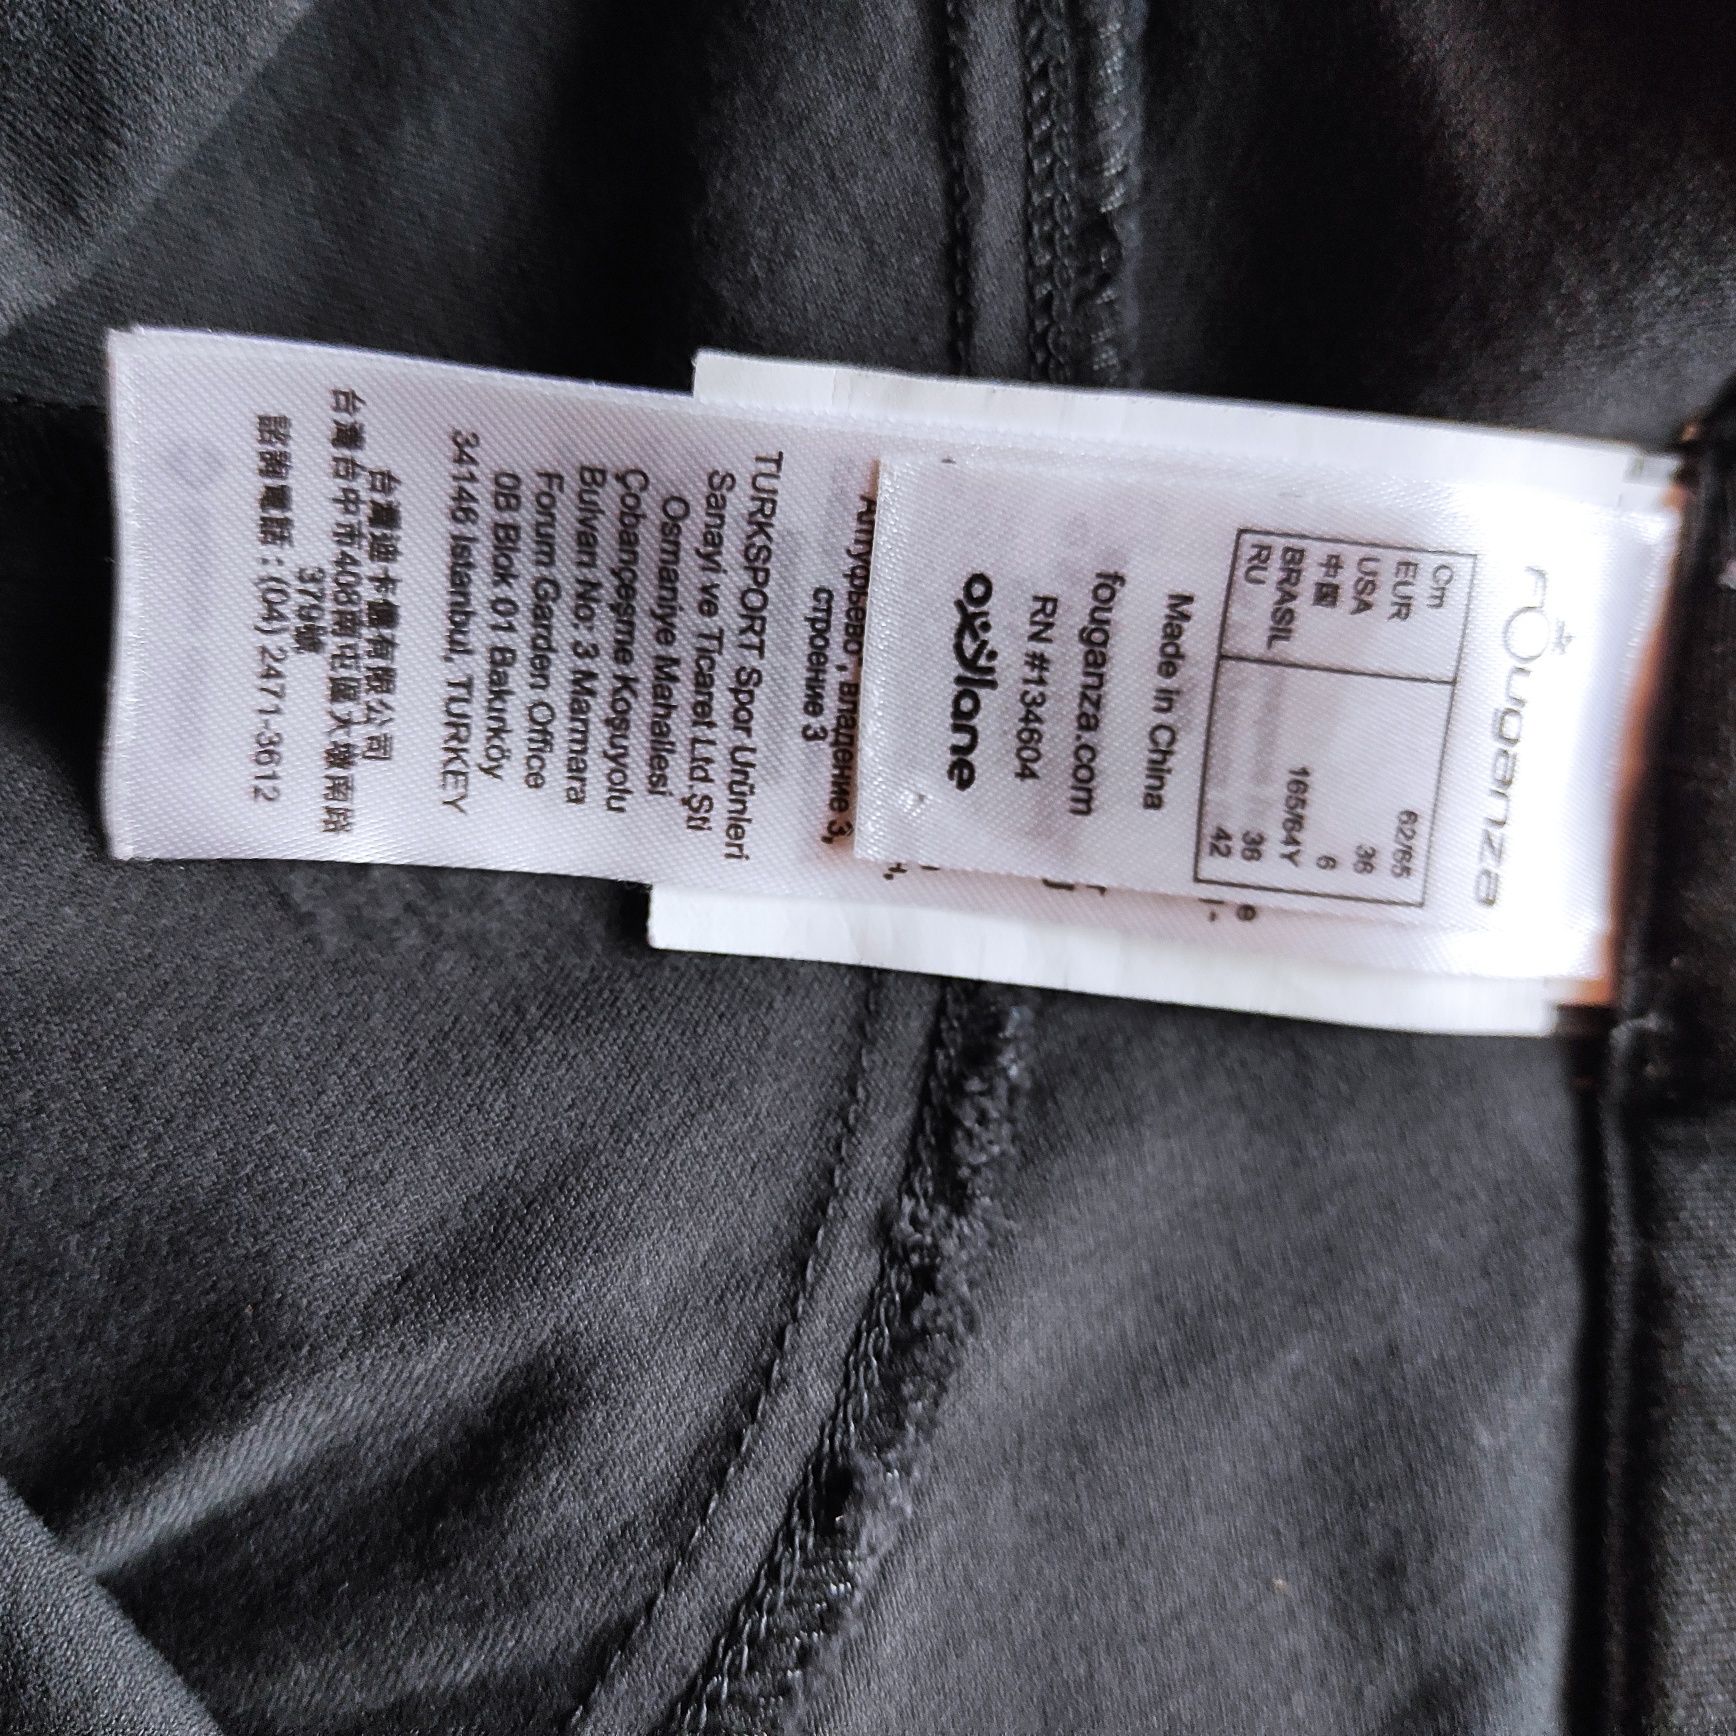 FOUGANZA
Cm 62/65
EUR 36
USA 6
中国 165/64Y
BRASIL 36
RU 42
Made in China
fouganza.com
RN #134604
oxylane
владение 3,
строение 3
TURKSPORT Spor Ürünleri
Sanayi ve Ticaret Ltd.Şti
Osmaniye Mahallesi
Çobançeşme Koşuyolu
Bulvarı No: 3 Marmara
Forum Garden Office
0B Blok 01 Bakırköy
34146 Istanbul, TURKEY
台灣迪卡儂有限公司
台灣台中市408南屯區大墩南路
379號
諮詢電話：(04) 2471-3612